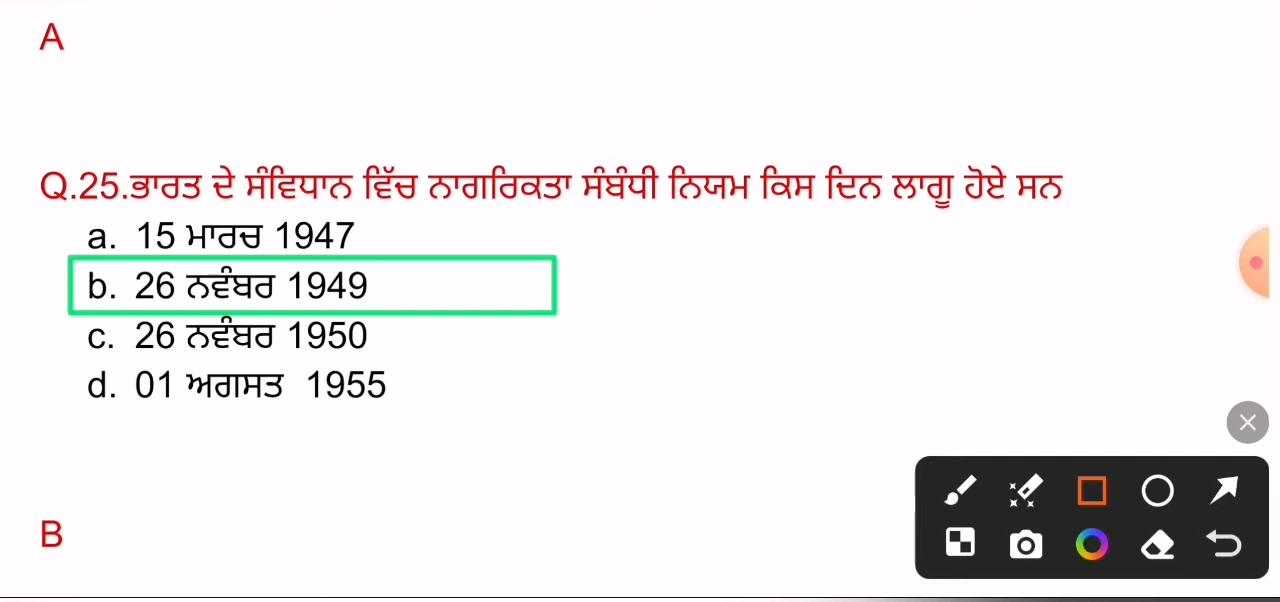 A
Q.25.ਭਾਰਤ ਦੇ ਸੰਵਿਧਾਨ ਵਿੱਚ ਨਾਗਰਿਕਤਾ ਸੰਬੰਧੀ ਨਿਯਮ ਕਿਸ ਦਿਨ ਲਾਗੂ ਹੋਏ ਸਨ
a. 15 ਮਾਰਚ 1947
b. 26 ਨਵੰਬਰ 1949
c. 26 ਨਵੰਬਰ 1950
d. 01 ਅਗਸਤ 1955
B